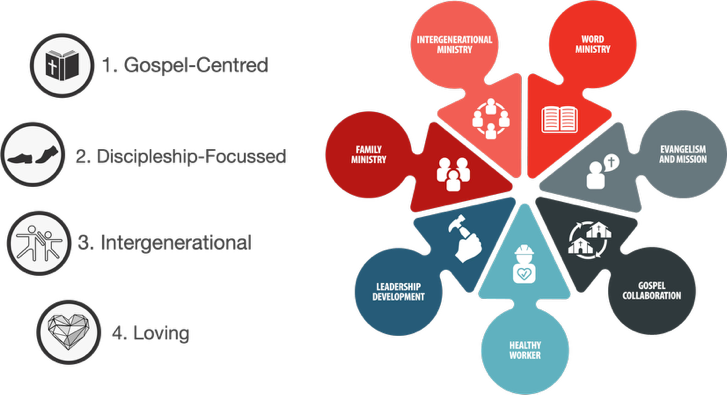 1. Gospel-Centred
2. Discipleship-Focussed
3. Intergenerational
4. Loving
INTERGENERATIONAL
MINISTRY
WORD
MINISTRY
FAMILY
MINISTRY
EVANGELISM
AND MISSION
LEADERSHIP
DEVELOPMENT
GOSPEL
COLLABORATION
HEALTHY
WORKER